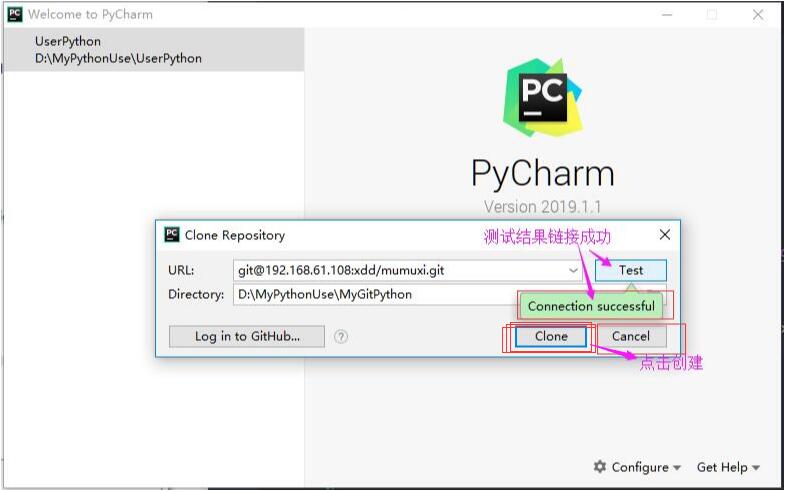 Welcome to PyCharm
UserPython
D:\MyPythonUse\UserPython
PC
PyCharm
Version 2019.1.1
PC Clone Repository
测试结果链接成功
URL: git@192.168.61.108:xdd/mumuxi.git Test
Directory: D:\MyPythonUse\MyGitPython
Connection successful
Log in to GitHub... ? Clone Cancel
点击创建
Configure Get Help